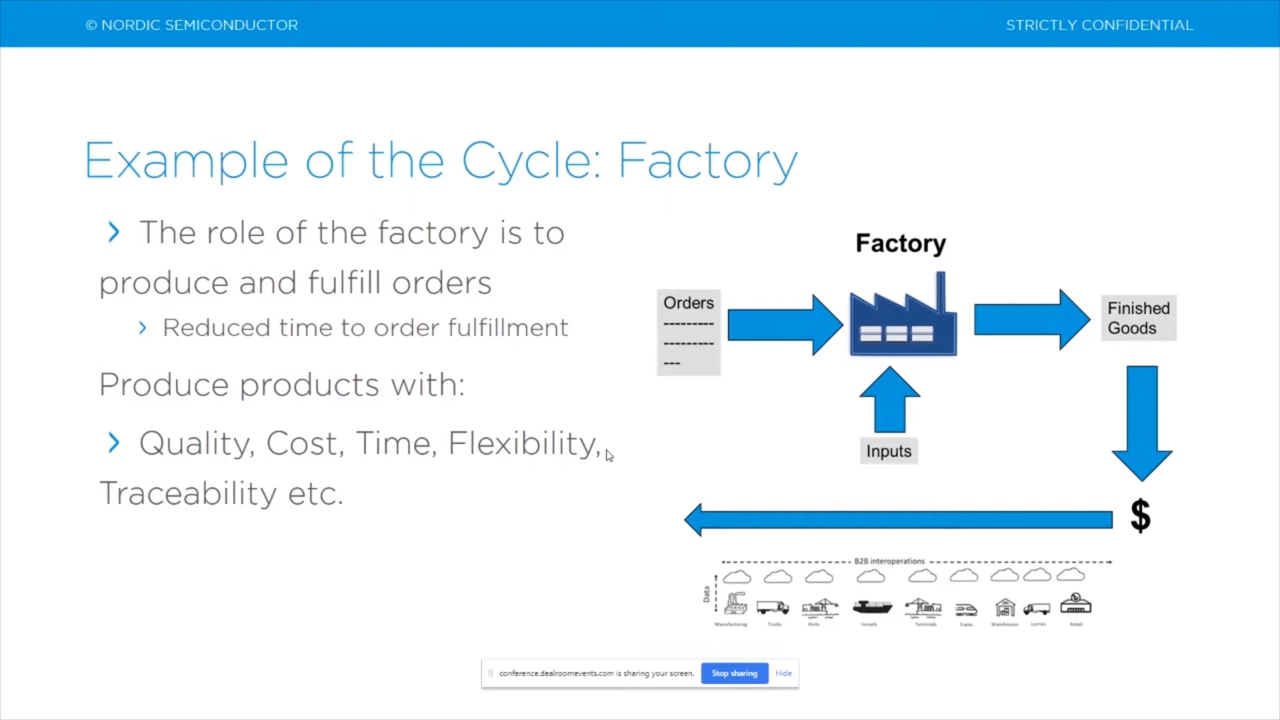 © NORDIC SEMICONDUCTOR
STRICTLY CONFIDENTIAL
Example of the Cycle: Factory
The role of the factory is to
produce and fulfill orders
Reduced time to order fulfillment
Produce products with:
Quality, Cost, Time, Flexibility,
Traceability etc.
Factory
Orders
----------
----------
---
Finished
Goods
Inputs
$
B2B interoperations
Data
Manufacturing
Trucks
Ports
Vessels
Terminals
Trains
Warehouses
Lorries
Retail
conference.dealroomevents.com is sharing your screen.
Stop sharing
Hide